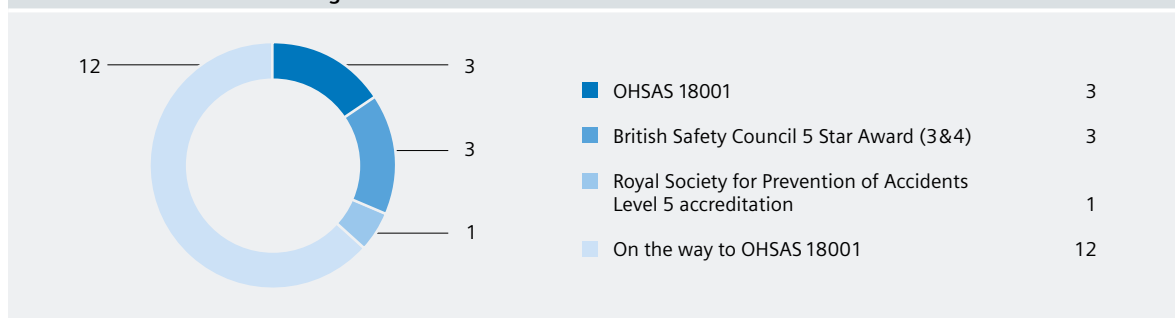 12
3
3
1
OHSAS 18001 3
British Safety Council 5 Star Award (3&4) 3
Royal Society for Prevention of Accidents
Level 5 accreditation 1
On the way to OHSAS 18001 12